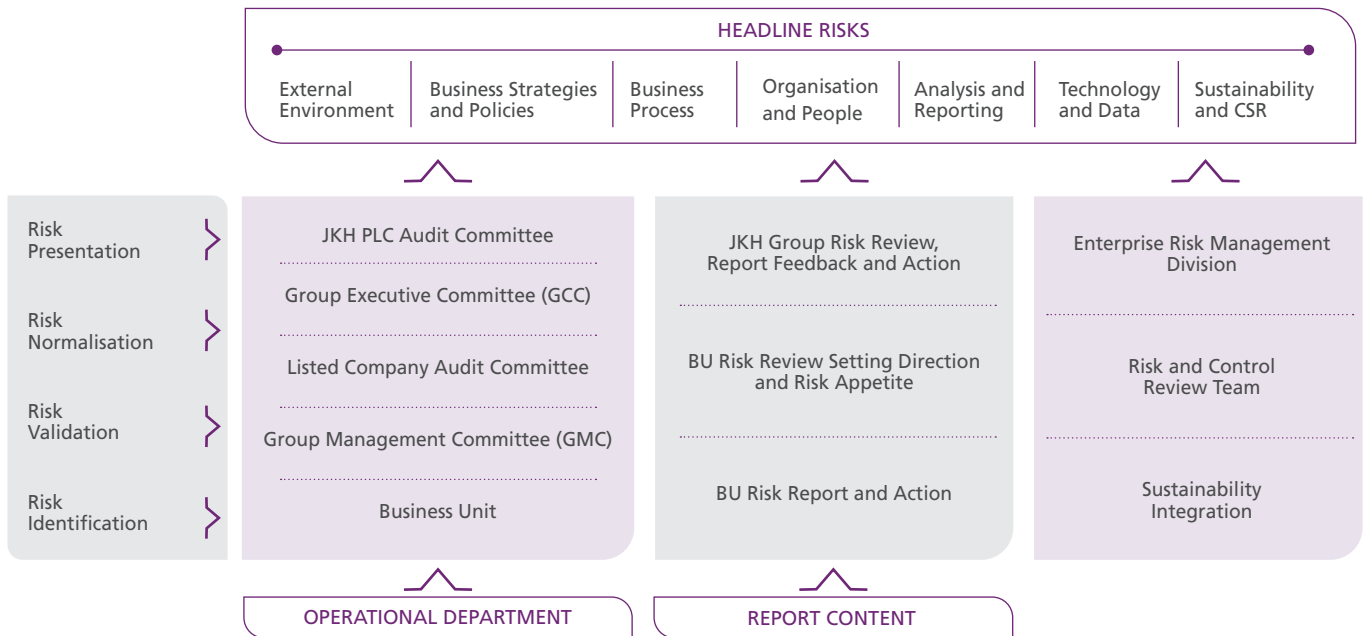 HEADLINE RISKS
External
Environment
Business Strategies
and Policies
Business
Process
Organisation
and People
Analysis and
Reporting
Technology
and Data
Sustainability
and CSR
Risk
Presentation
Risk
Normalisation
Risk
Validation
Risk
Identification
JKH PLC Audit Committee
Group Executive Committee (GCC)
Listed Company Audit Committee
Group Management Committee (GMC)
Business Unit
JKH Group Risk Review,
Report Feedback and Action
BU Risk Review Setting Direction
and Risk Appetite
BU Risk Report and Action
Enterprise Risk Management
Division
Risk and Control
Review Team
Sustainability
Integration
OPERATIONAL DEPARTMENT
REPORT CONTENT